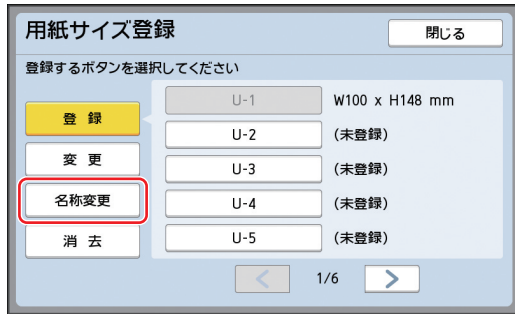 用紙サイズ登録
閉じる
登録するボタンを選択してください
登 録
変 更
名称変更
消 去
U-1 W100 x H148 mm
U-2 (未登録)
U-3 (未登録)
U-4 (未登録)
U-5 (未登録)
< 1/6 >